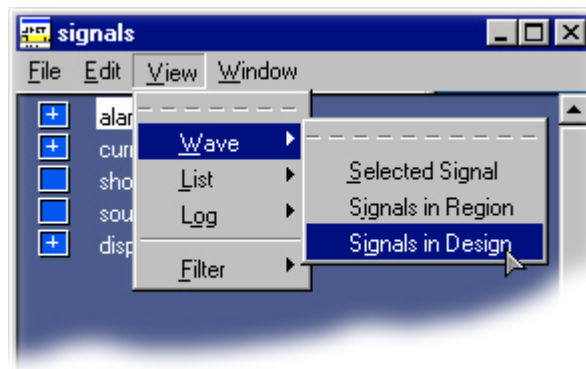 signals
File Edit View Window
Wave
List
Log
Filter
Selected Signal
Signals in Region
Signals in Design